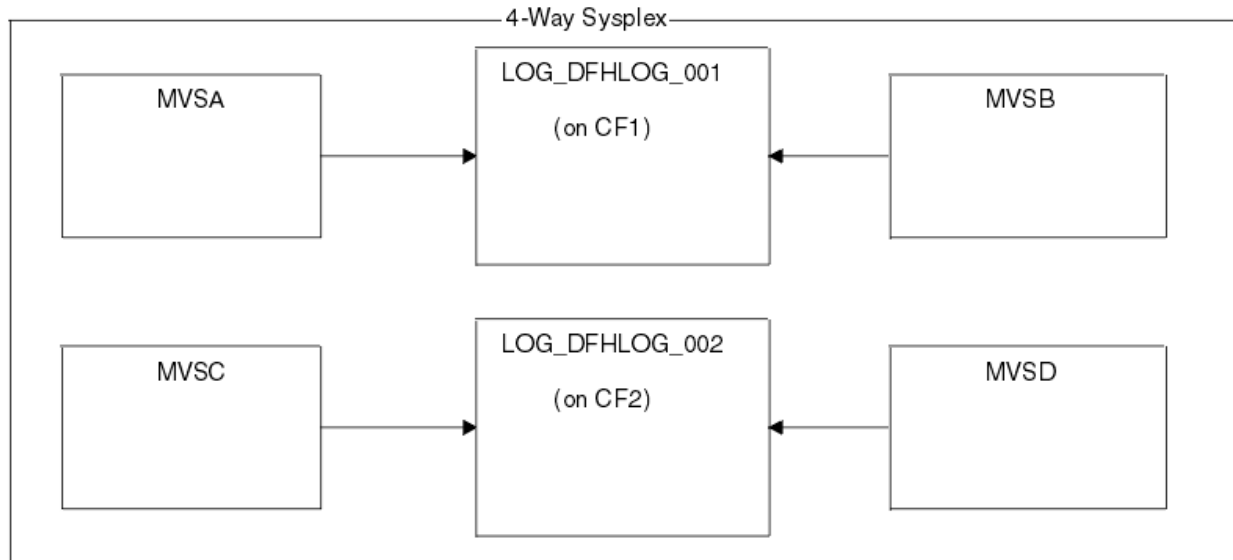 4-Way Sysplex
MVSA
LOG_DFHLOG_001
(on CF1)
MVSB
MVSC
LOG_DFHLOG_002
(on CF2)
MVSD